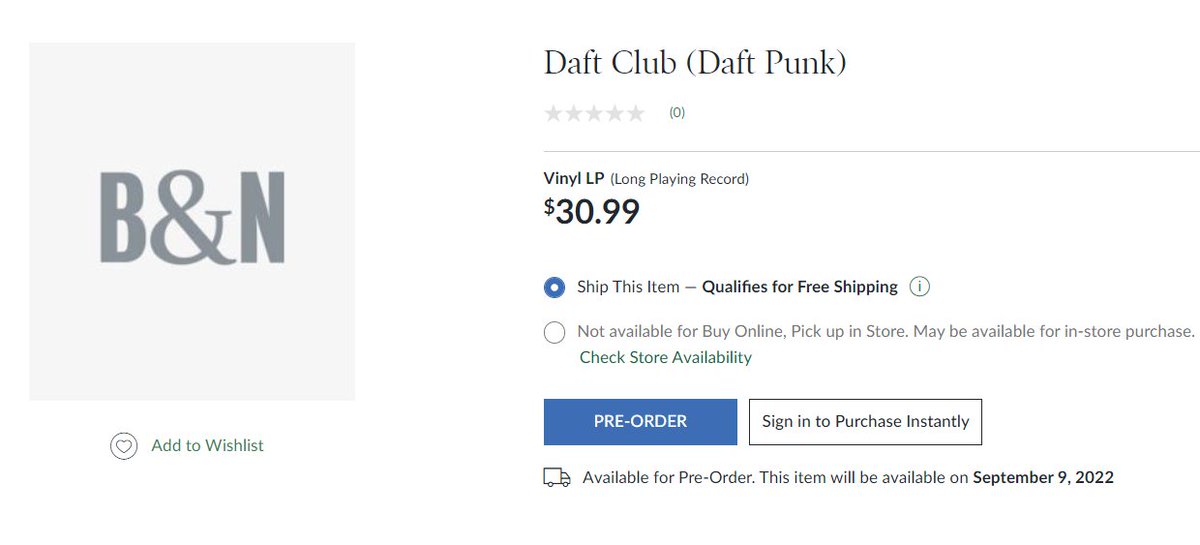 B&N
Add to Wishlist
Daft Club (Daft Punk)
(0)
Vinyl LP (Long Playing Record)
$30.99
Ship This Item — Qualifies for Free Shipping i
Not available for Buy Online, Pick up in Store. May be available for in-store purchase.
Check Store Availability
PRE-ORDER
Sign in to Purchase Instantly
Available for Pre-Order. This item will be available on September 9, 2022